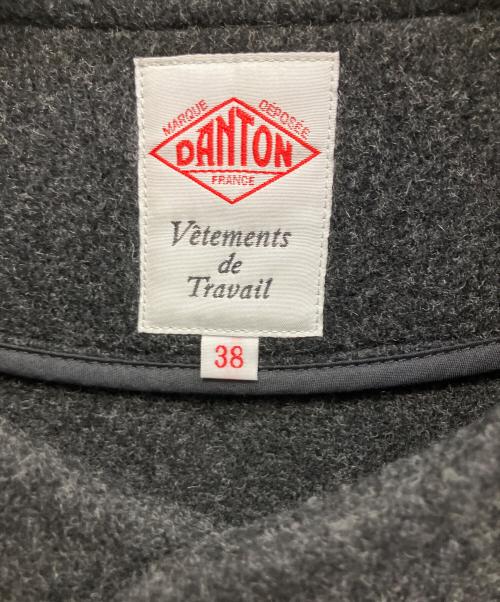 MARQUE DÉPOSÉE
DANTON
FRANCE
Vêtements
de
Travail
38